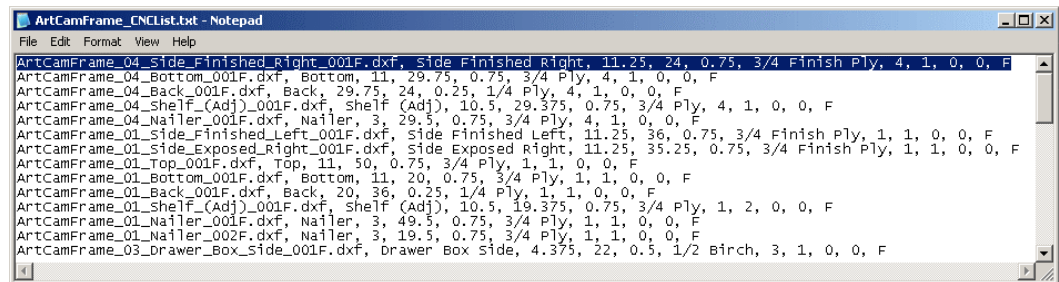 ArtCamFrame_CNCList.txt - Notepad
File Edit Format View Help
ArtCamFrame_04_Side_Finished_Right_001F.dxf, Side Finished Right, 11.25, 24, 0.75, 3/4 Finish Ply, 4, 1, 0, 0, F
ArtCamFrame_04_Bottom_001F.dxf, Bottom, 11, 29.75, 0.75, 3/4 Ply, 4, 1, 0, 0, F
ArtCamFrame_04_Back_001F.dxf, Back, 29.75, 24, 0.25, 1/4 Ply, 4, 1, 0, 0, F
ArtCamFrame_04_Shelf_(Adj)_001F.dxf, Shelf (Adj), 10.5, 29.375, 0.75, 3/4 Ply, 4, 1, 0, 0, F
ArtCamFrame_04_Nailer_001F.dxf, Nailer, 3, 29.5, 0.75, 3/4 Ply, 4, 1, 0, 0, F
ArtCamFrame_01_Side_Finished_Left_001F.dxf, Side Finished Left, 11.25, 36, 0.75, 3/4 Finish Ply, 1, 1, 0, 0, F
ArtCamFrame_01_Side_Exposed_Right_001F.dxf, Side Exposed Right, 11.25, 35.25, 0.75, 3/4 Finish Ply, 1, 1, 0, 0, F
ArtCamFrame_01_Top_001F.dxf, Top, 11, 50, 0.75, 3/4 Ply, 1, 1, 0, 0, F
ArtCamFrame_01_Bottom_001F.dxf, Bottom, 11, 20, 0.75, 3/4 Ply, 1, 1, 0, 0, F
ArtCamFrame_01_Back_001F.dxf, Back, 20, 36, 0.25, 1/4 Ply, 1, 1, 0, 0, F
ArtCamFrame_01_Shelf_(Adj)_001F.dxf, Shelf (Adj), 10.5, 19.375, 0.75, 3/4 Ply, 1, 2, 0, 0, F
ArtCamFrame_01_Nailer_001F.dxf, Nailer, 3, 49.5, 0.75, 3/4 Ply, 1, 1, 0, 0, F
ArtCamFrame_01_Nailer_002F.dxf, Nailer, 3, 19.5, 0.75, 3/4 Ply, 1, 1, 0, 0, F
ArtCamFrame_03_Drawer_Box_Side_001F.dxf, Drawer Box Side, 4.375, 22, 0.5, 1/2 Birch, 3, 1, 0, 0, F